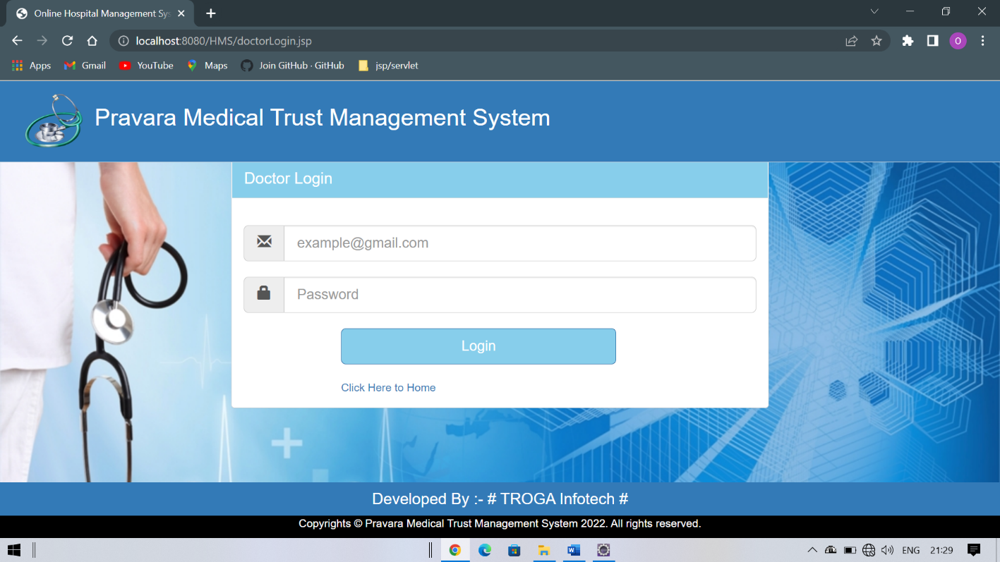 Online Hospital Management Sys
localhost:8080/HMS/doctorLogin.jsp
O
Apps Gmail YouTube Maps Join GitHub · GitHub jsp/servlet
Pravara Medical Trust Management System
Doctor Login
example@gmail.com
Password
Login
Click Here to Home
Developed By :- # TROGA Infotech #
Copyrights © Pravara Medical Trust Management System 2022. All rights reserved.
ENG 21:29